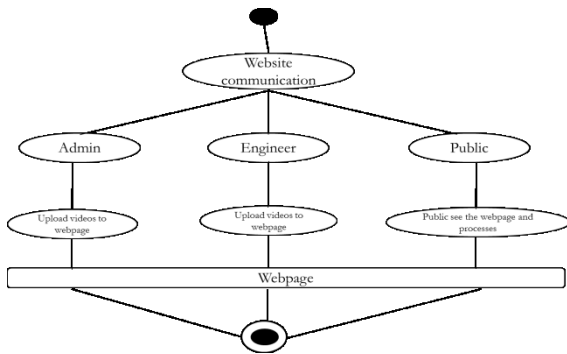 Website
communication
Admin
Engineer
Public
Upload videos to
webpage
Upload videos to
webpage
Public see the webpage and
processes
Webpage